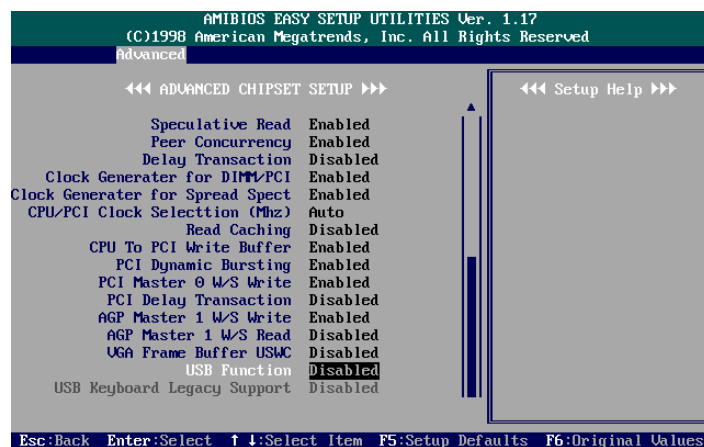 AMIBIOS EASY SETUP UTILITIES Ver. 1.17
(C)1998 American Megatrends, Inc. All Rights Reserved
Advanced
ADVANCED CHIPSET SETUP
Setup Help
Speculative Read Enabled
Peer Concurrency Enabled
Delay Transaction Disabled
Clock Generater for DIMM/PCI Enabled
Clock Generater for Spread Spect Enabled
CPU/PCI Clock Selecttion (Mhz) Auto
Read Caching Disabled
CPU To PCI Write Buffer Enabled
PCI Dynamic Bursting Enabled
PCI Master 0 W/S Write Enabled
PCI Delay Transaction Disabled
AGP Master 1 W/S Write Enabled
AGP Master 1 W/S Read Disabled
VGA Frame Buffer USWC Disabled
USB Function Disabled
USB Keyboard Legacy Support Disabled
Esc:Back Enter:Select ↑ ↓:Select Item F5:Setup Defaults F6:Original Values